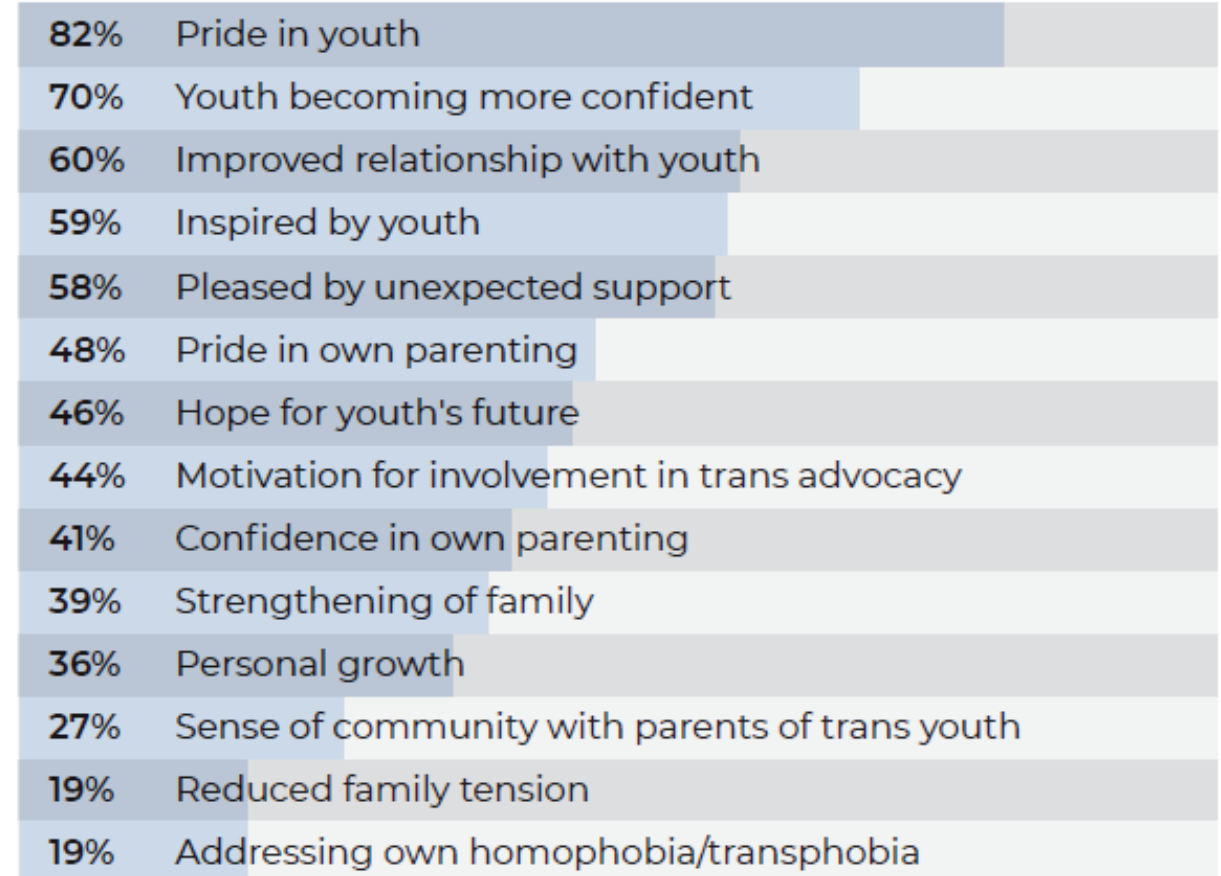 82% Pride in youth
70% Youth becoming more confident
60% Improved relationship with youth
59% Inspired by youth
58% Pleased by unexpected support
48% Pride in own parenting
46% Hope for youth's future
44% Motivation for involvement in trans advocacy
41% Confidence in own parenting
39% Strengthening of family
36% Personal growth
27% Sense of community with parents of trans youth
19% Reduced family tension
19% Addressing own homophobia/transphobia